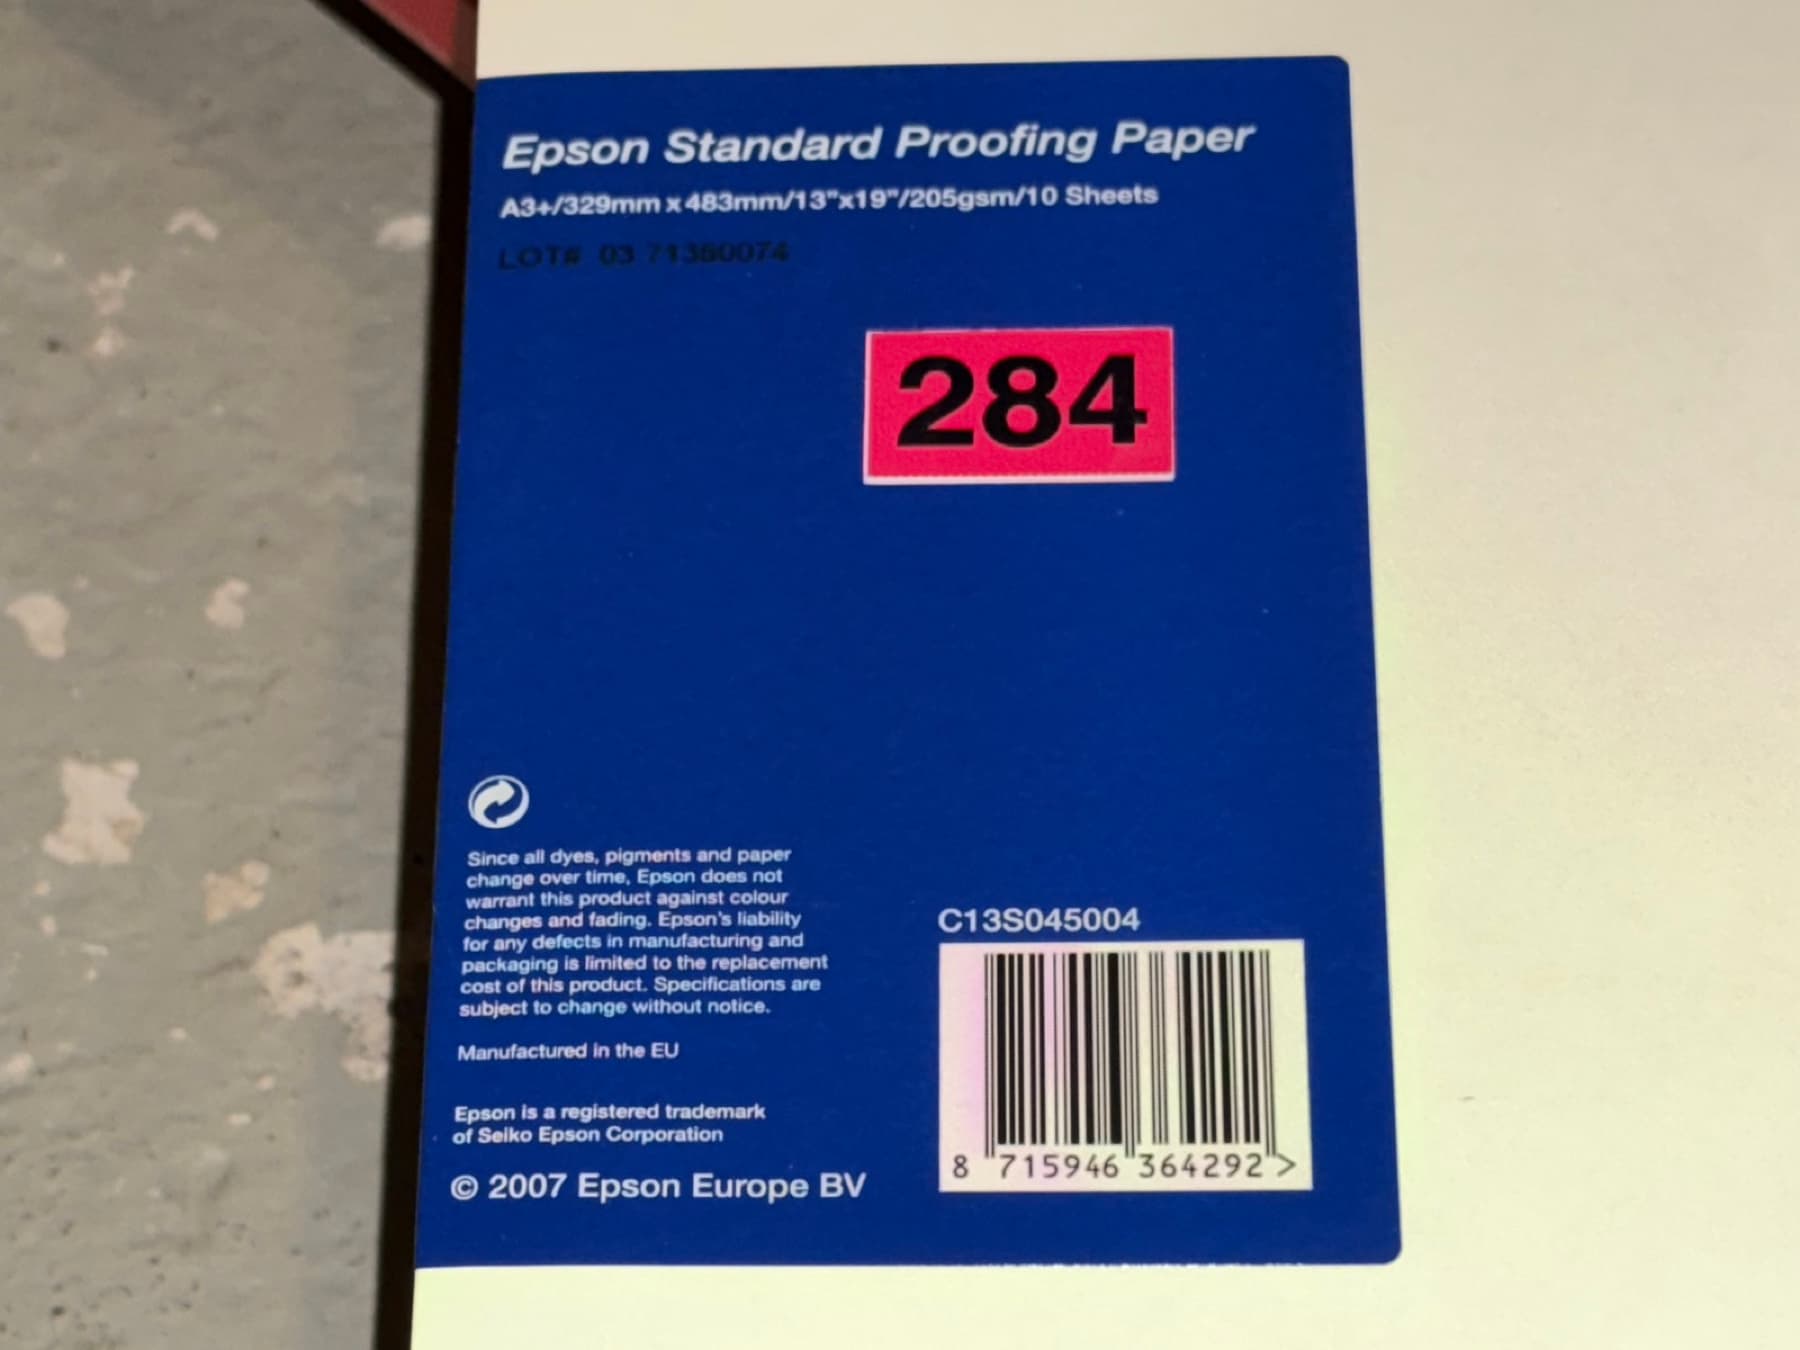 Epson Standard Proofing Paper
A3+/329mm x 483mm/13"x19"/205gsm/10 Sheets
LOT# 03 71360074
284
Since all dyes, pigments and paper
change over time, Epson does not
warrant this product against colour
changes and fading. Epson's liability
for any defects in manufacturing and
packaging is limited to the replacement
cost of this product. Specifications are
subject to change without notice.
Manufactured in the EU
Epson is a registered trademark
of Seiko Epson Corporation
© 2007 Epson Europe BV
C13S045004
8 715946 364292 >